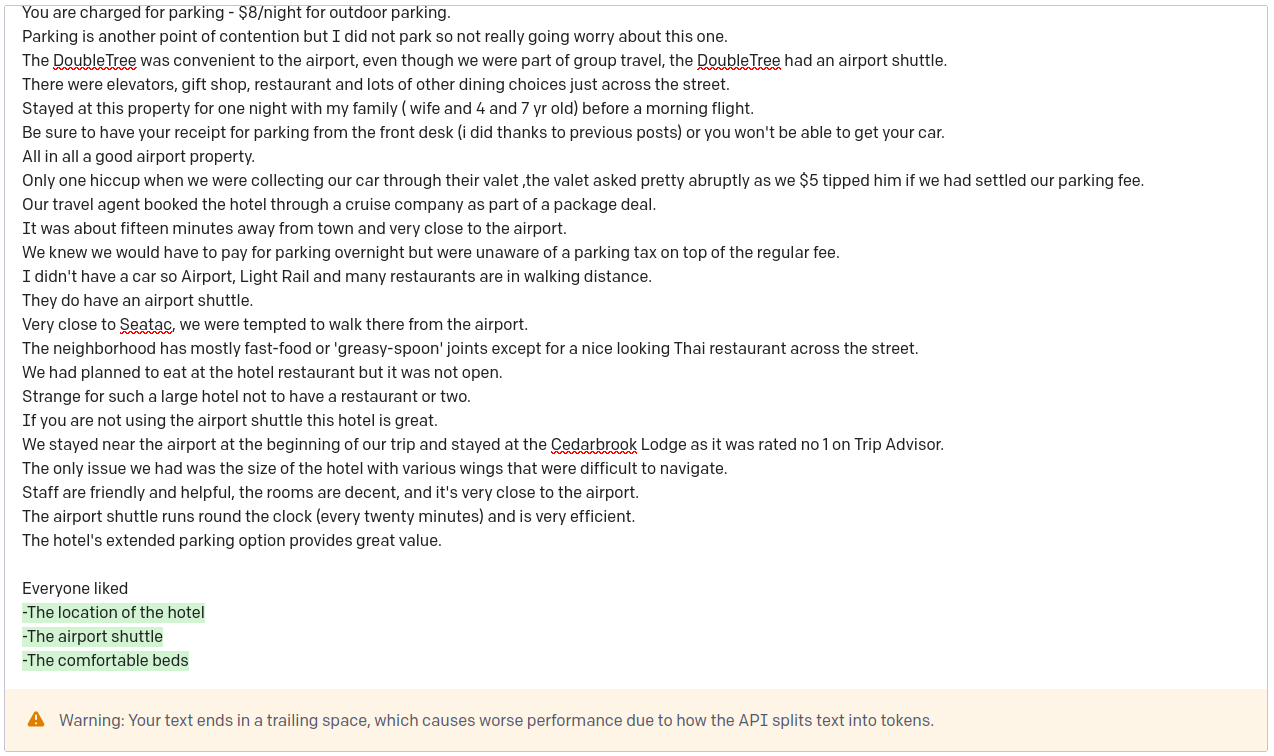 You are charged for parking - $8/night for outdoor parking.
Parking is another point of contention but I did not park so not really going worry about this one.
The DoubleTree was convenient to the airport, even though we were part of group travel, the DoubleTree had an airport shuttle.
There were elevators, gift shop, restaurant and lots of other dining choices just across the street.
Stayed at this property for one night with my family ( wife and 4 and 7 yr old) before a morning flight.
Be sure to have your receipt for parking from the front desk (i did thanks to previous posts) or you won't be able to get your car.
All in all a good airport property.
Only one hiccup when we were collecting our car through their valet ,the valet asked pretty abruptly as we $5 tipped him if we had settled our parking fee.
Our travel agent booked the hotel through a cruise company as part of a package deal.
It was about fifteen minutes away from town and very close to the airport.
We knew we would have to pay for parking overnight but were unaware of a parking tax on top of the regular fee.
I didn't have a car so Airport, Light Rail and many restaurants are in walking distance.
They do have an airport shuttle.
Very close to Seatac, we were tempted to walk there from the airport.
The neighborhood has mostly fast-food or 'greasy-spoon' joints except for a nice looking Thai restaurant across the street.
We had planned to eat at the hotel restaurant but it was not open.
Strange for such a large hotel not to have a restaurant or two.
If you are not using the airport shuttle this hotel is great.
We stayed near the airport at the beginning of our trip and stayed at the Cedarbrook Lodge as it was rated no 1 on Trip Advisor.
The only issue we had was the size of the hotel with various wings that were difficult to navigate.
Staff are friendly and helpful, the rooms are decent, and it's very close to the airport.
The airport shuttle runs round the clock (every twenty minutes) and is very efficient.
The hotel's extended parking option provides great value.
Everyone liked
-The location of the hotel
-The airport shuttle
-The comfortable beds
Warning: Your text ends in a trailing space, which causes worse performance due to how the API splits text into tokens.